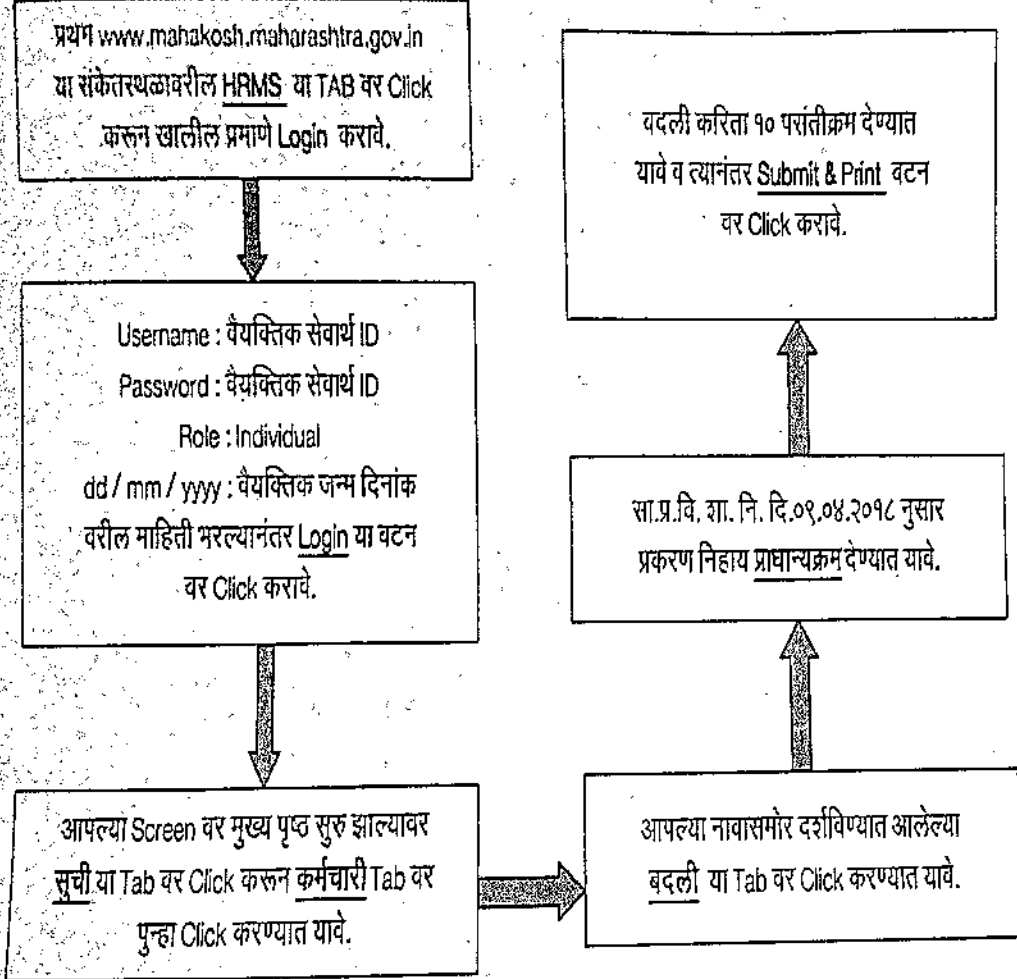 प्रथम www.mahakosh.maharashtra.gov.in
या संकेतस्थळावरील HRMS या TAB वर Click
करून खालील प्रमाणे Login करावे.
Username : वैयक्तिक सेवार्थ ID
Password : वैयक्तिक सेवार्थ ID
Role : Individual
dd / mm / yyyy : वैयक्तिक जन्म दिनांक
वरील माहिती भरल्यानंतर Login या वटन
वर Click करावे.
आपल्या Screen वर मुख्य पृष्ठ सुरु झाल्यावर
सुची या Tab वर Click करून कर्मचारी Tab वर
पुन्हा Click करण्यात यावे.
आपल्या नावासमोर दर्शविण्यात आलेल्या
बदली या Tab वर Click करण्यात यावे.
सा.प्र.वि. शा. नि. दि.०९.०४.२०१८ नुसार
प्रकरण निहाय प्राधान्यक्रम देण्यात यावे.
वदली करिता १० परांतीक्रम देण्यात
यावे व त्यानंतर Submit & Print वटन
वर Click करावे.